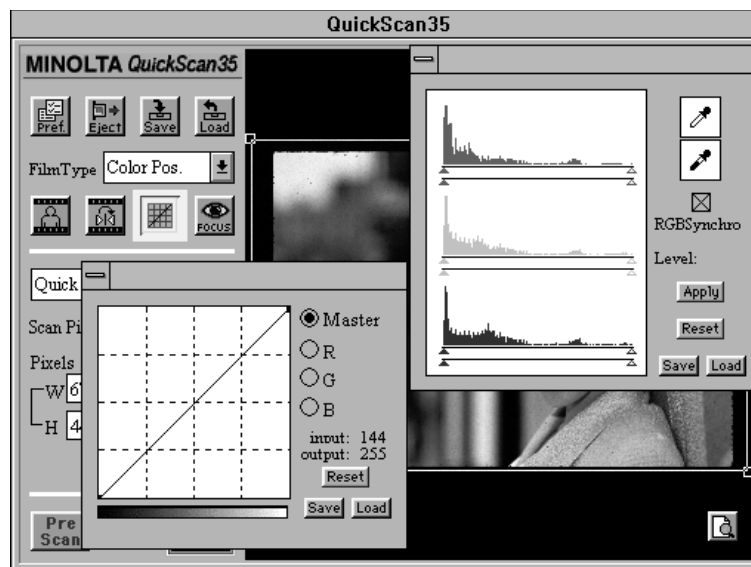 QuickScan35
MINOLTA QuickScan35
Pref.
Eject
Save
Load
FilmType
Color Pos.
FOCUS
Quick
Scan Pi
Pixels
W
H
Pre
Scan
Master
R
G
B
input: 144
output: 255
Reset
Save
Load
RGBSynchro
Level:
Apply
Reset
Save
Load